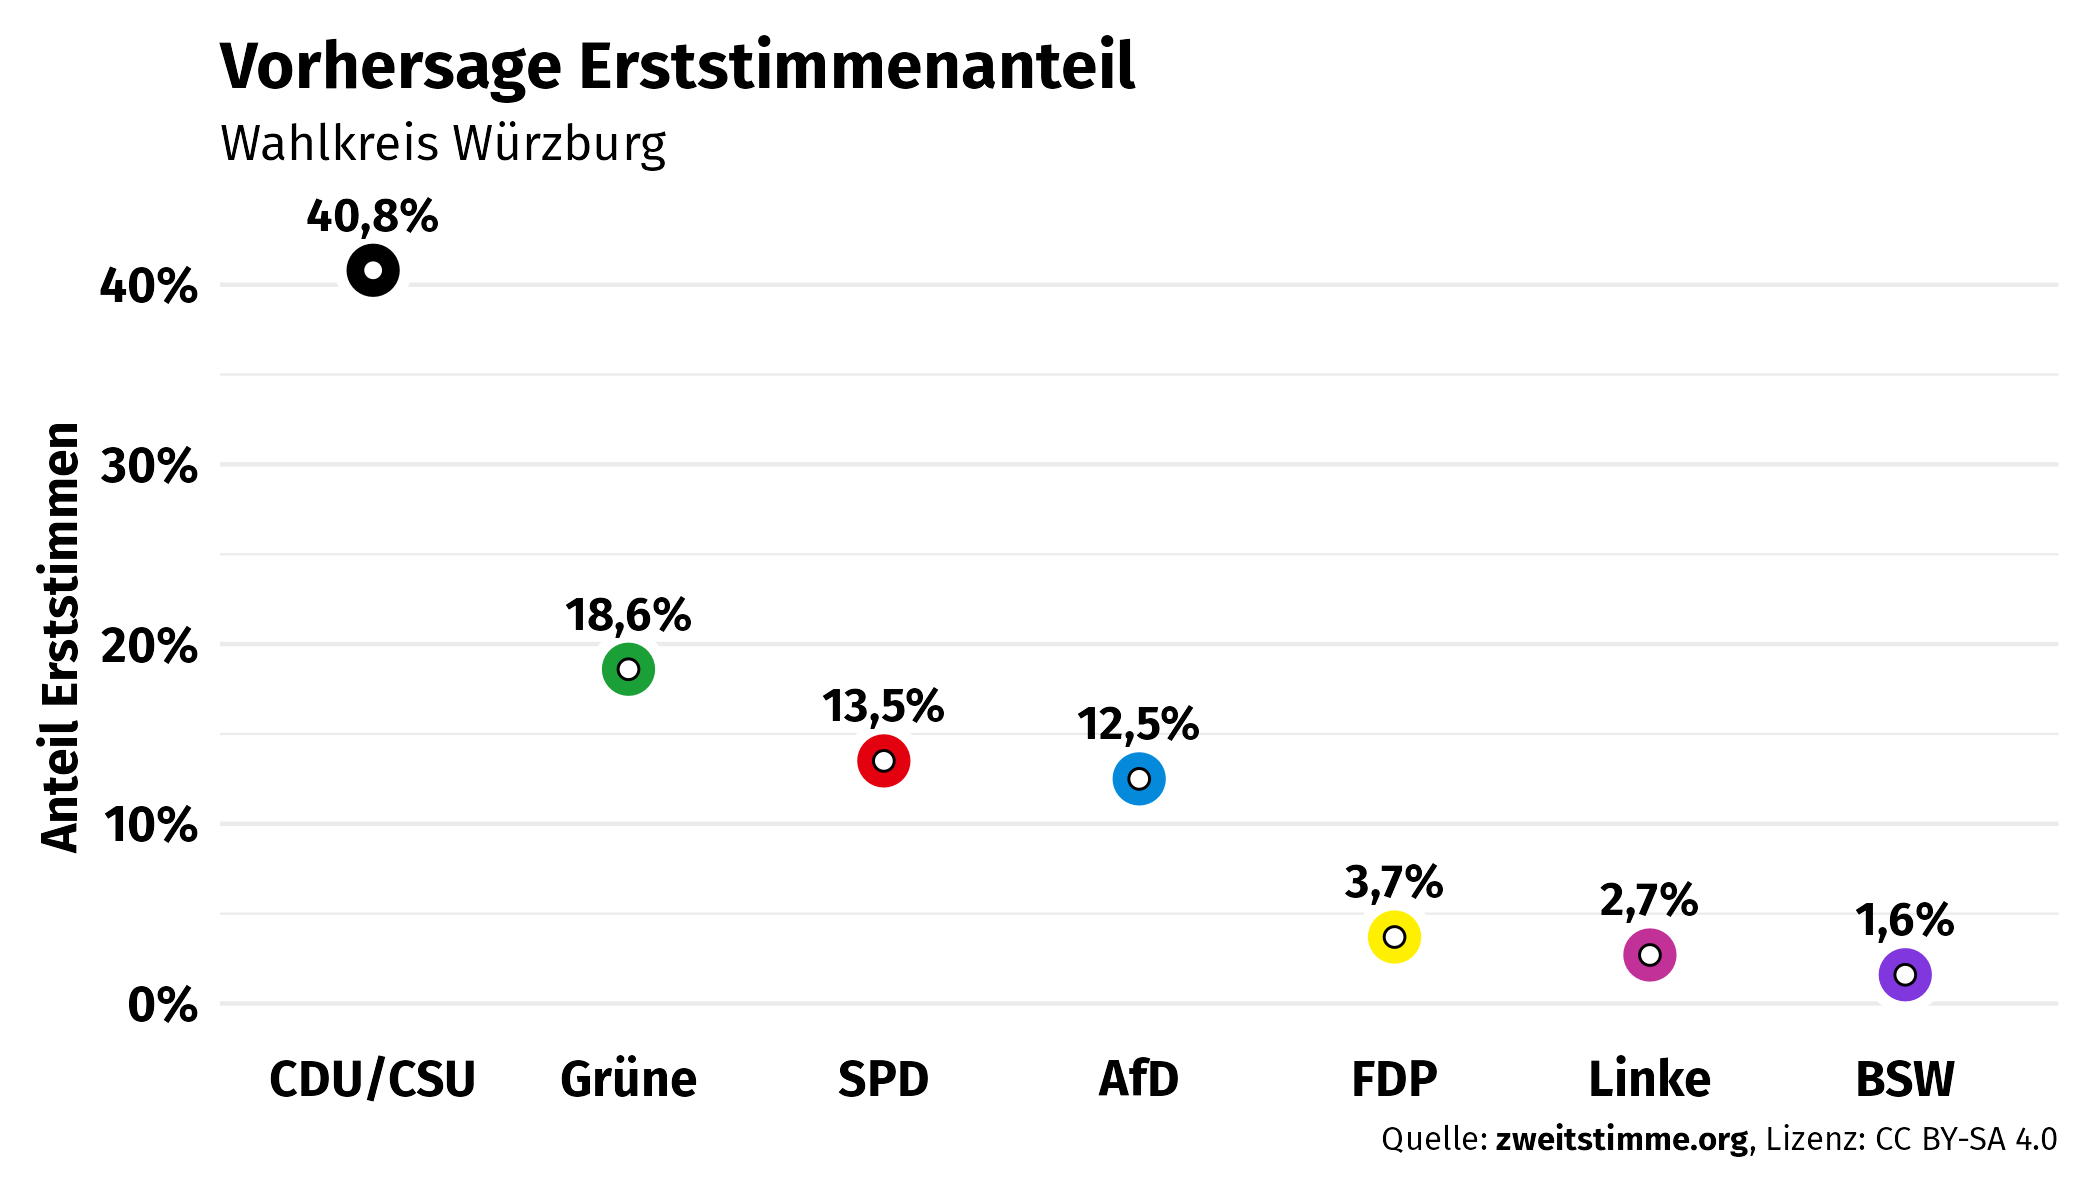 Vorhersage Erststimmenanteil
Wahlkreis Würzburg
Anteil Erststimmen
40%
30%
20%
10%
0%
40,8%
18,6%
13,5%
12,5%
3,7%
2,7%
1,6%
CDU/CSU Grüne SPD AfD FDP Linke BSW
Quelle: zweitstimme.org, Lizenz: CC BY-SA 4.0